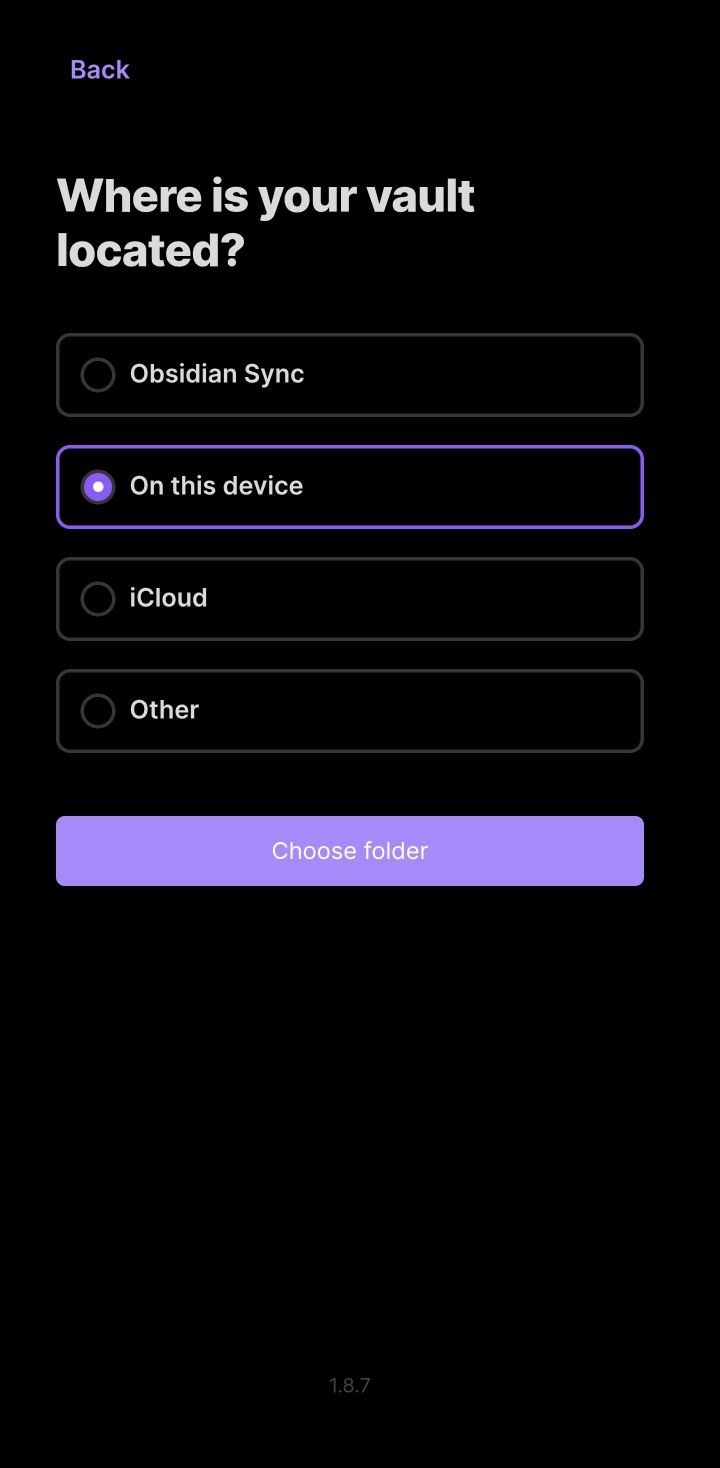 Back
Where is your vault
located?
Obsidian Sync
On this device
iCloud
Other
Choose folder
1.8.7